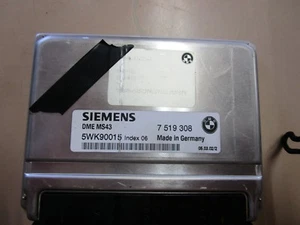 SIEMENS
DME MS43 7 519 308
5WK90015 Index 06 Made in Germany